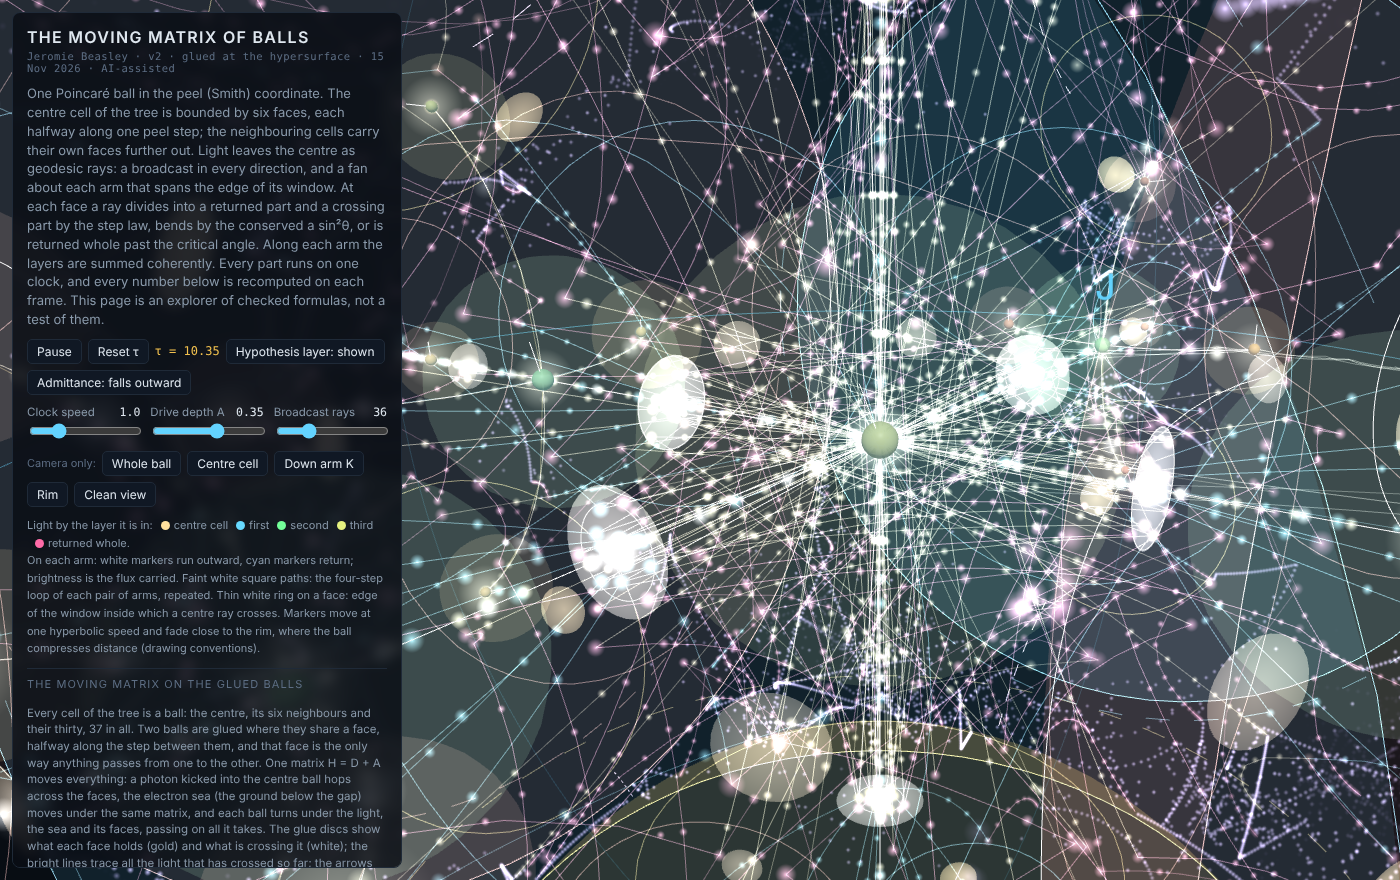 THE MOVING MATRIX OF BALLS
Jeromie Beasley · v2 · glued at the hypersurface · 15
Nov 2026 · AI-assisted
One Poincaré ball in the peel (Smith) coordinate. The
centre cell of the tree is bounded by six faces, each
halfway along one peel step; the neighbouring cells carry
their own faces further out. Light leaves the centre as
geodesic rays: a broadcast in every direction, and a fan
about each arm that spans the edge of its window. At
each face a ray divides into a returned part and a crossing
part by the step law, bends by the conserved a sin²θ, or is
returned whole past the critical angle. Along each arm the
layers are summed coherently. Every part runs on one
clock, and every number below is recomputed on each
frame. This page is an explorer of checked formulas, not a
test of them.
Pause Reset τ τ = 10.35 Hypothesis layer: shown
Admittance: falls outward
Clock speed 1.0 Drive depth A 0.35 Broadcast rays 36
Camera only: Whole ball Centre cell Down arm K
Rim Clean view
Light by the layer it is in: centre cell first second third
returned whole.
On each arm: white markers run outward, cyan markers return;
brightness is the flux carried. Faint white square paths: the four-step
loop of each pair of arms, repeated. Thin white ring on a face: edge
of the window inside which a centre ray crosses. Markers move at
one hyperbolic speed and fade close to the rim, where the ball
compresses distance (drawing conventions).
THE MOVING MATRIX ON THE GLUED BALLS
Every cell of the tree is a ball: the centre, its six neighbours and
their thirty, 37 in all. Two balls are glued where they share a face,
halfway along the step between them, and that face is the only
way anything passes from one to the other. One matrix H = D + A
moves everything: a photon kicked into the centre ball hops
across the faces, the electron sea (the ground below the gap)
moves under the same matrix, and each ball turns under the light,
the sea and its faces, passing on all it takes. The glue discs show
what each face holds (gold) and what is crossing it (white); the
bright lines trace all the light that has crossed so far: the arrows
J